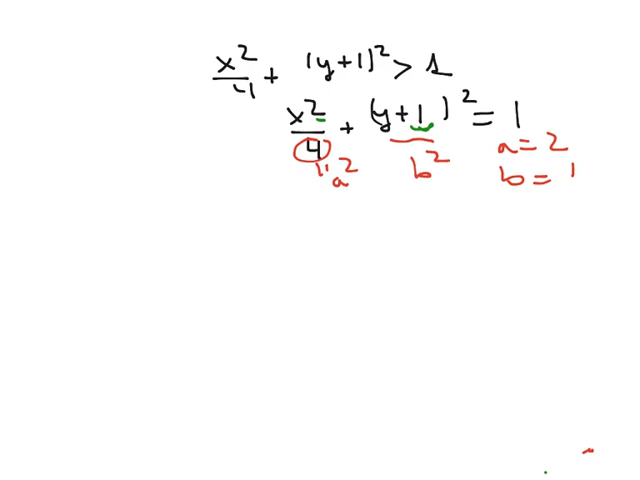 x²/4 + (y+1)² > 1
x²/4 + (y+1)² = 1
a = 2
"a² b² b = 1